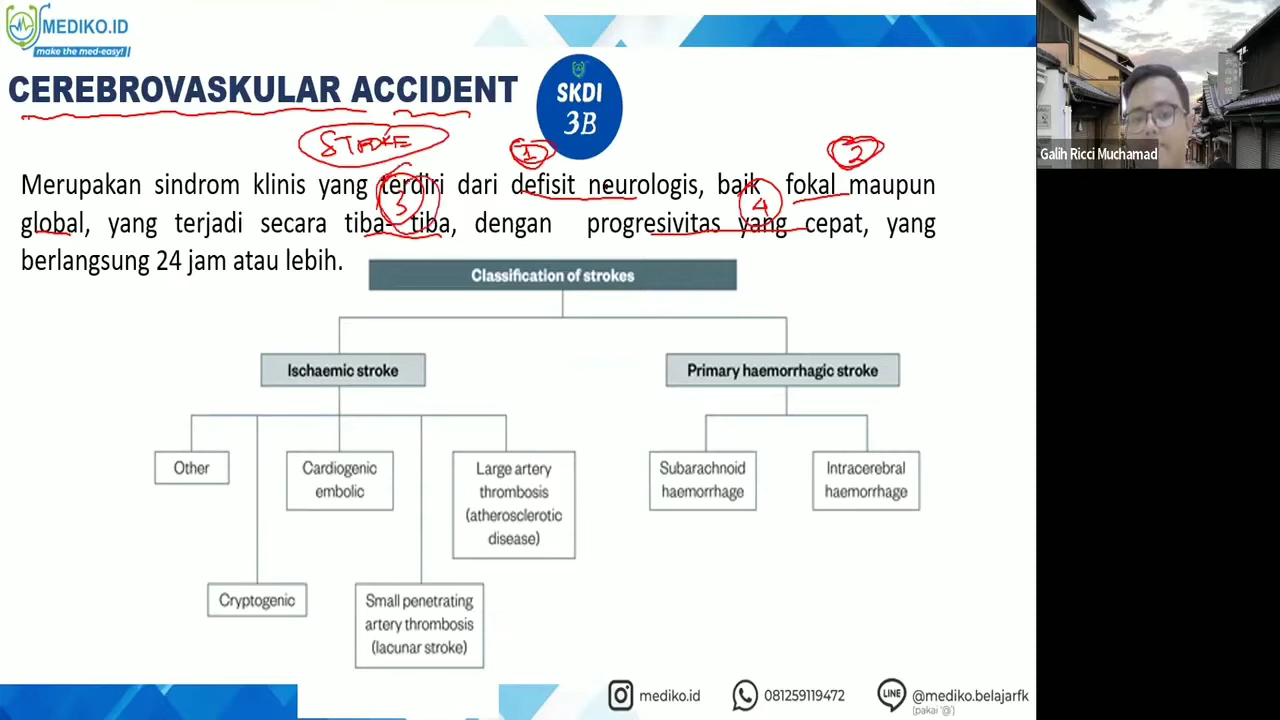 MEDIKO.ID
make the med-easy!
CEREBROVASKULAR ACCIDENT
SKDI
3B
STROKE
1
2
Galih Ricci Muchamad
Merupakan sindrom klinis yang terdiri dari defisit neurologis, baik fokal maupun
3
4
global, yang terjadi secara tiba- tiba, dengan progresivitas yang cepat, yang
berlangsung 24 jam atau lebih.
Classification of strokes
Ischaemic stroke
Primary haemorrhagic stroke
Other
Cardiogenic
embolic
Large artery
thrombosis
(atherosclerotic
disease)
Subarachnoid
haemorrhage
Intracerebral
haemorrhage
Cryptogenic
Small penetrating
artery thrombosis
(lacunar stroke)
mediko.id
081259119472
LINE
@mediko.belajarfk
(pakai '@')